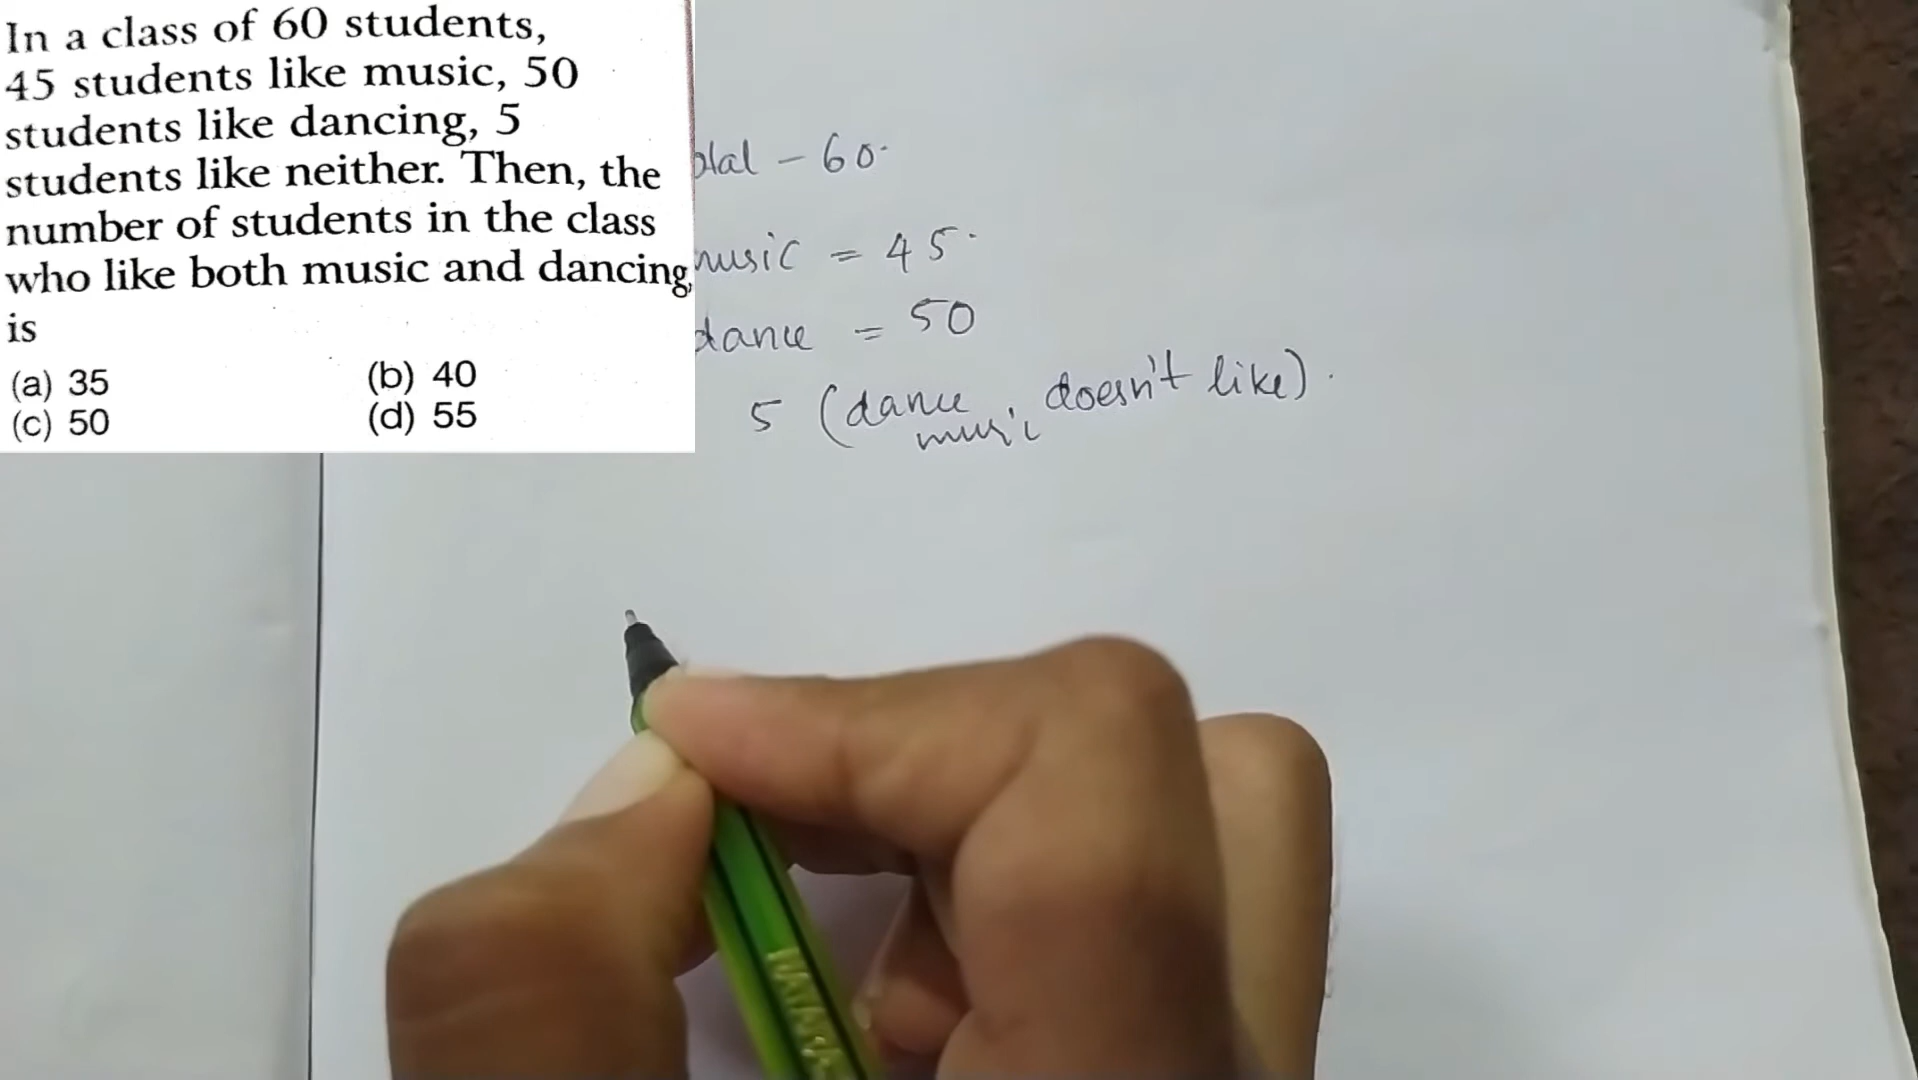 In a class of 60 students,
45 students like music, 50
students like dancing, 5
students like neither. Then, the
number of students in the class
who like both music and dancing,
is
(a) 35 (b) 40
(c) 50 (d) 55
otal - 60.
music = 45.
dance = 50
5 (dance doesn't like).
music